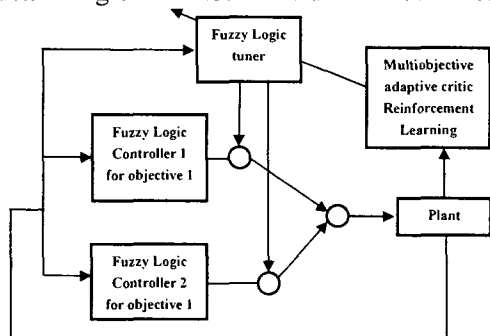 Fuzzy Logic
tuner
Multiobjective
adaptive critic
Reinforcement
Learning
Fuzzy Logic
Controller 1
for objective 1
Plant
Fuzzy Logic
Controller 2
for objective 1